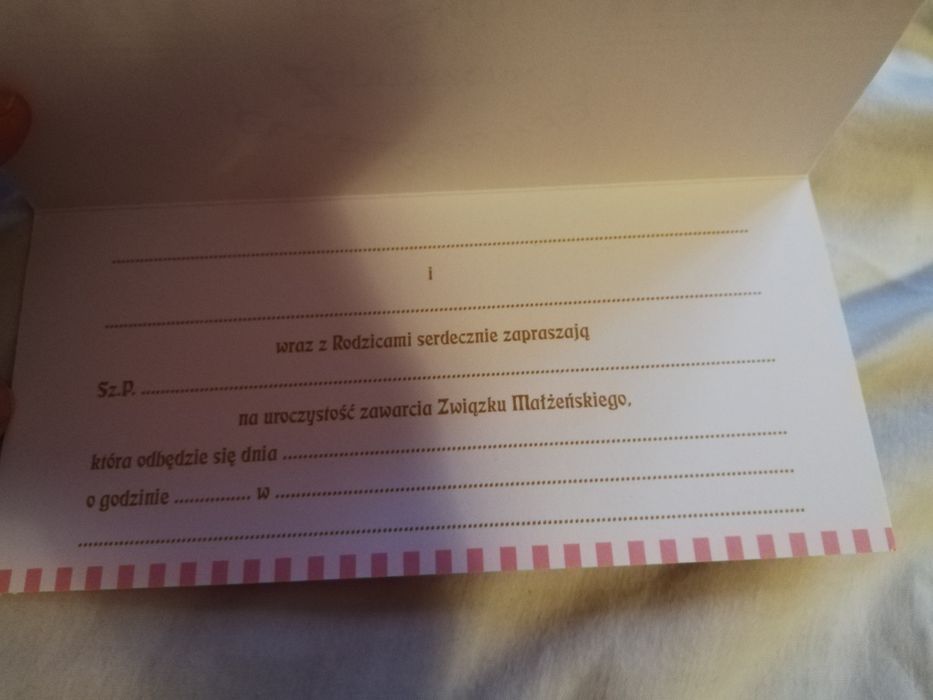 ........................................
i
........................................
wraz z Rodzicami serdecznie zapraszają
Sz.P. ........................................
na uroczystość zawarcia Związku Małżeńskiego,
która odbędzie się dnia ........................................
o godzinie .............. w ........................................
........................................